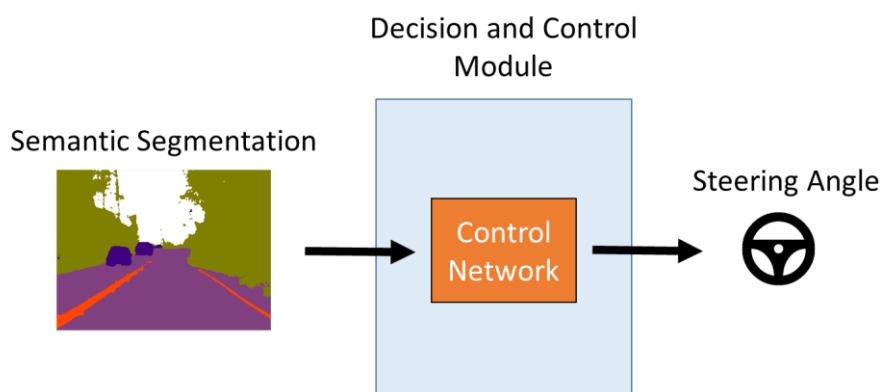 Decision and Control
Module
Semantic Segmentation
Steering Angle
Control
Network